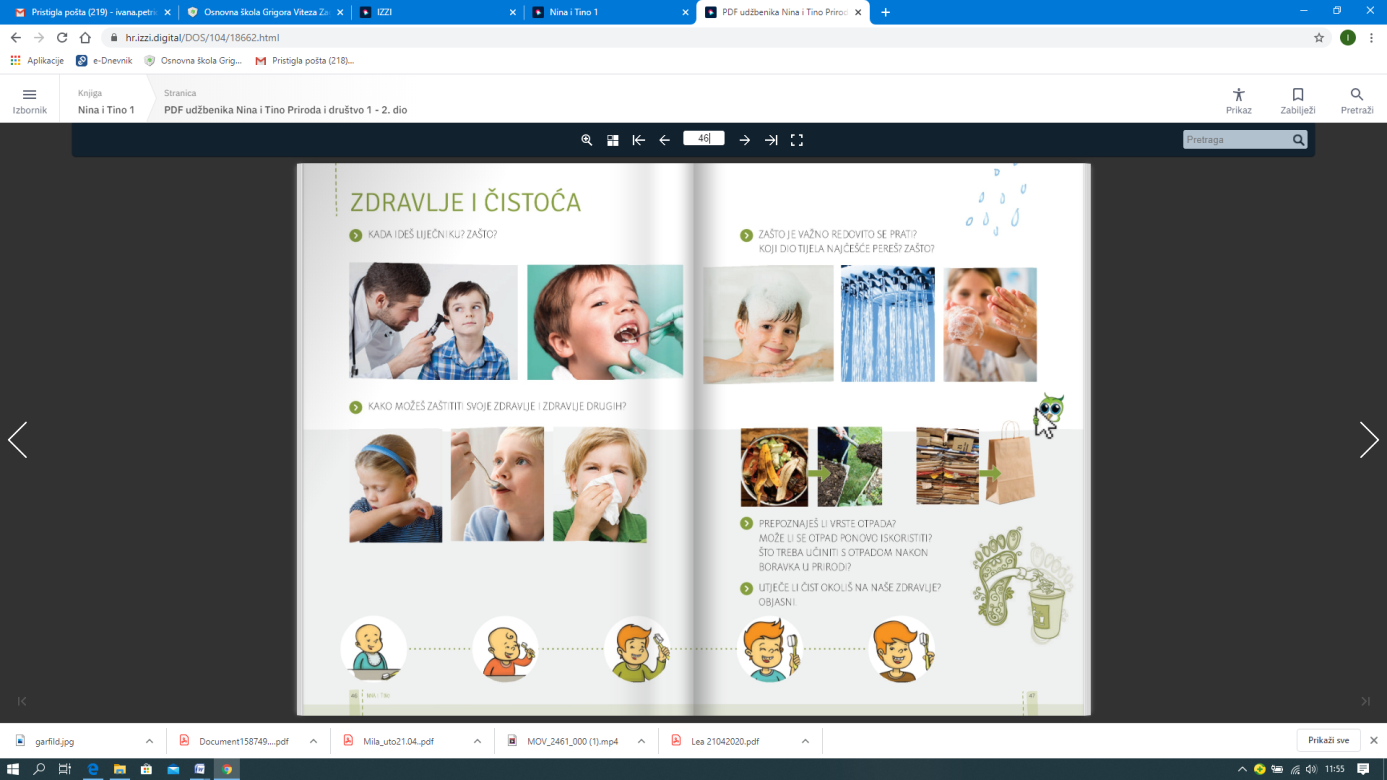 Pristigla pošta (219) - ivana.petri
Osnovna škola Grigora Viteza Za
IZZI
Nina i Tino 1
PDF udžbenika Nina i Tino Prirod
hr.izzi.digital/DOS/104/18662.html
Aplikacije
e-Dnevnik
Osnovna škola Grig...
Pristigla pošta (218)...
Izbornik
Knjiga
Nina i Tino 1
Stranica
PDF udžbenika Nina i Tino Priroda i društvo 1 - 2. dio
Prikaz
Zabilježi
Pretraži
46
Pretraga
ZDRAVLJE I ČISTOĆA
KADA IDEŠ LIJEČNIKU? ZAŠTO?
KAKO MOŽEŠ ZAŠTITITI SVOJE ZDRAVLJE I ZDRAVLJE DRUGIH?
46
NINA I TINO
ZAŠTO JE VAŽNO REDOVITO SE PRATI?
KOJI DIO TIJELA NAJČEŠĆE PEREŠ? ZAŠTO?
PREPOZNAJEŠ LI VRSTE OTPADA?
MOŽE LI SE OTPAD PONOVO ISKORISTITI?
ŠTO TREBA UČINITI S OTPADOM NAKON
BORAVKA U PRIRODI?
UTJEČE LI ČIST OKOLIŠ NA NAŠE ZDRAVLJE?
OBJASNI.
47
garfild.jpg
Document158749....pdf
Mila_uto21.04..pdf
MOV_2461_000 (1).mp4
Lea 21042020.pdf
Prikaži sve
11:55